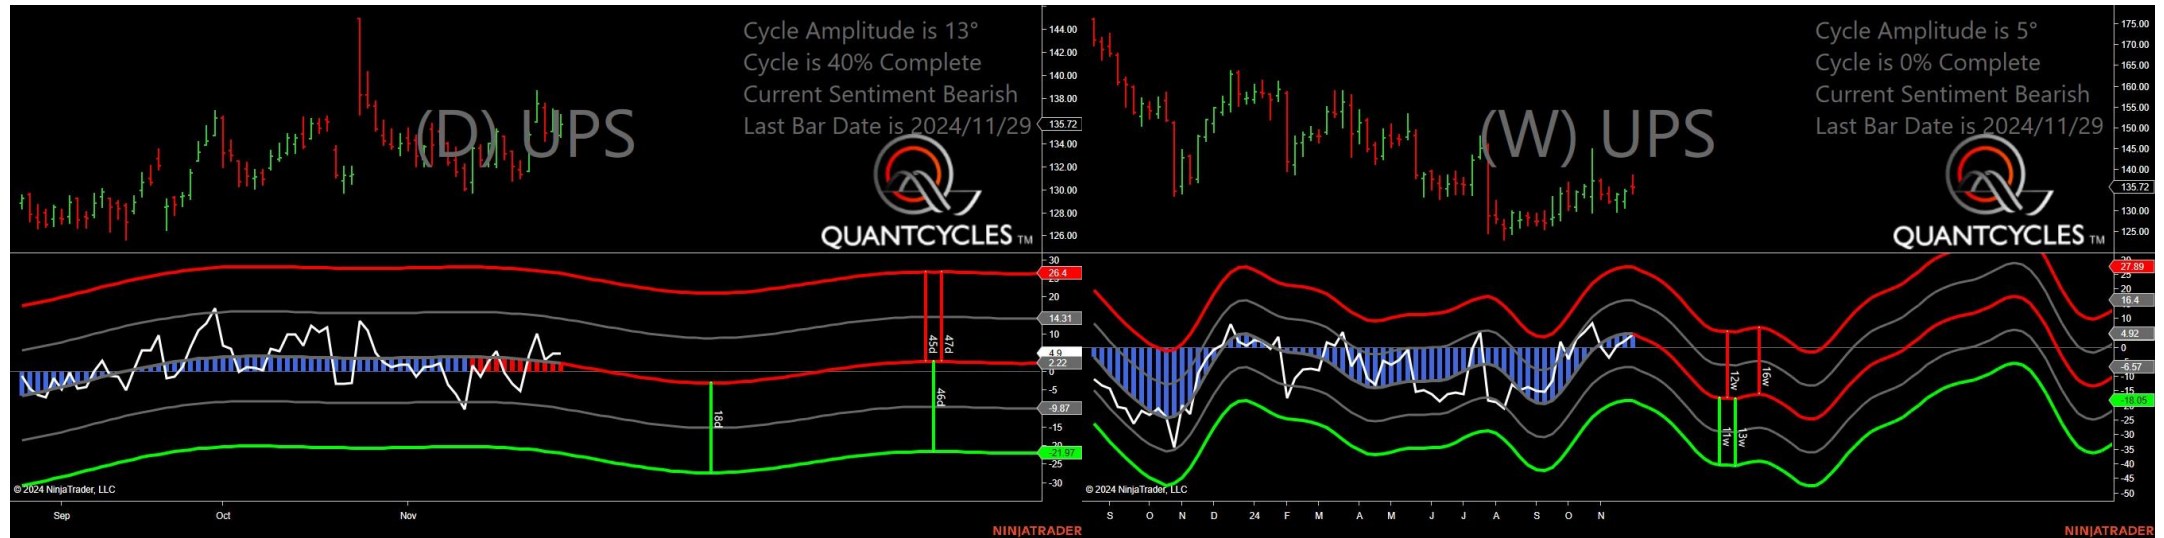 Cycle Amplitude is 13°
Cycle is 40% Complete
Current Sentiment Bearish
Last Bar Date is 2024/11/29
(D) UPS
QUANTCYCLES TM
144.00
142.00
140.00
138.00
135.72
134.00
132.00
130.00
128.00
126.00
30
26.4
20
14.31
10
4.9
2.22
0
-5
-9.87
-15
-20
-21.97
-25
-30
18d
45d
47d
46d
© 2024 NinjaTrader, LLC
Sep
Oct
Nov
NINJATRADER
Cycle Amplitude is 5°
Cycle is 0% Complete
Current Sentiment Bearish
Last Bar Date is 2024/11/29
(W) UPS
QUANTCYCLES TM
175.00
170.00
165.00
160.00
155.00
150.00
145.00
140.00
135.72
130.00
125.00
27.89
20
16.4
10
4.92
0
-6.57
-10
-15
-18.05
-25
-30
-35
-40
-45
-50
12w
16w
11w
13w
© 2024 NinjaTrader, LLC
S
O
N
D
24
F
M
A
M
J
J
A
S
O
N
NINJATRADER